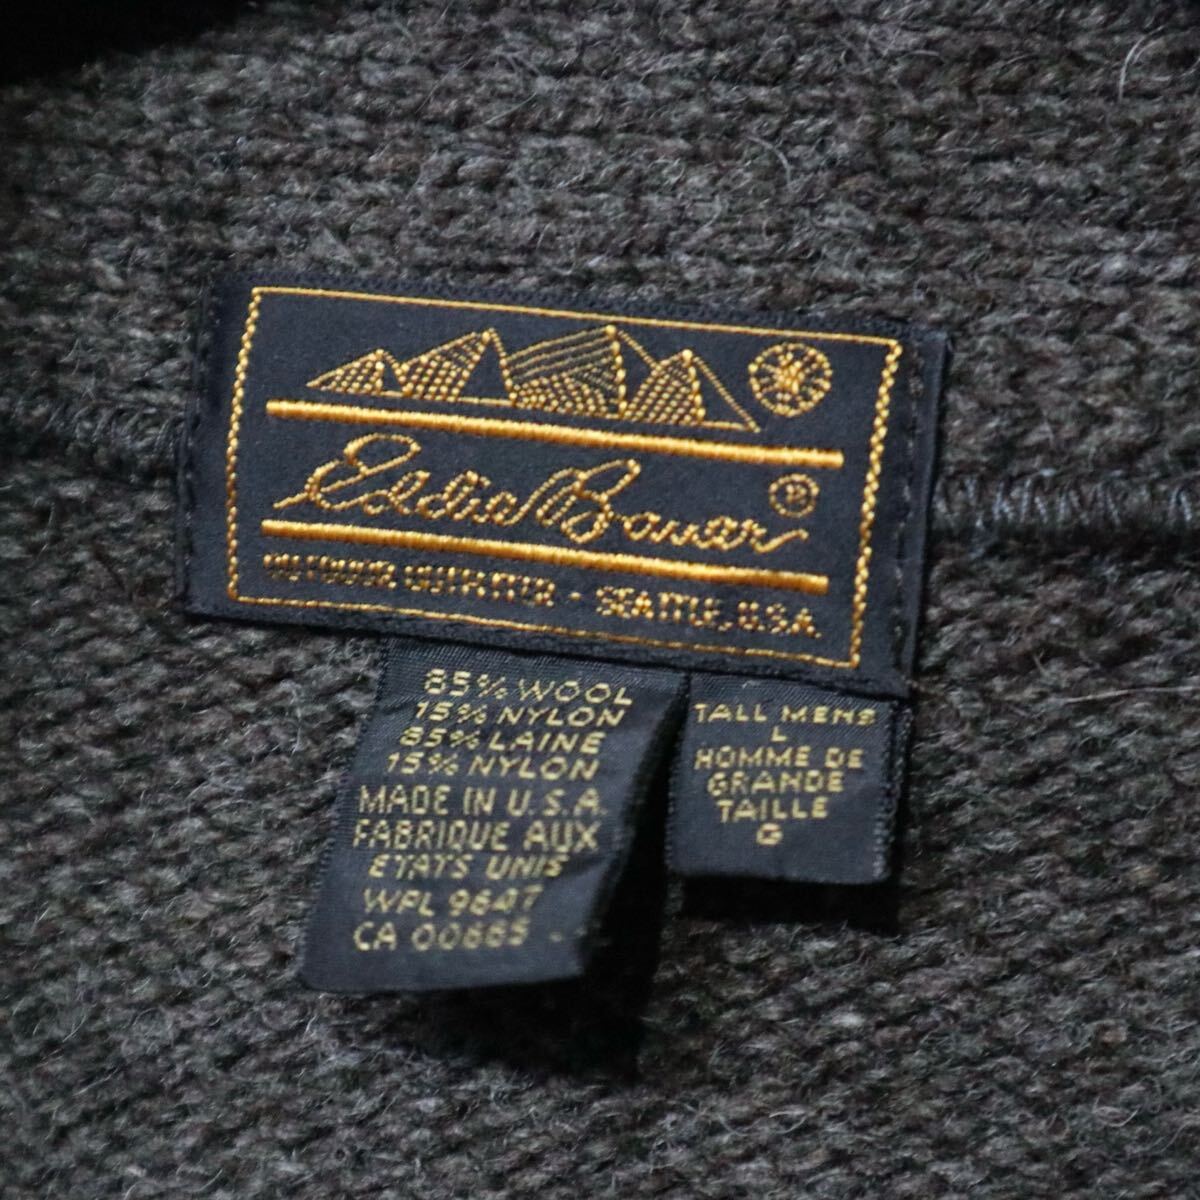 Eddie Bauer ®
OUTDOOR OUTFITTER - SEATTLE, U.S.A.
85% WOOL
15% NYLON
85% LAINE
15% NYLON
MADE IN U.S.A.
FABRIQUE AUX
ETATS UNIS
WPL 9647
CA 00665
TALL MENS
L
HOMME DE
GRANDE
TAILLE
G